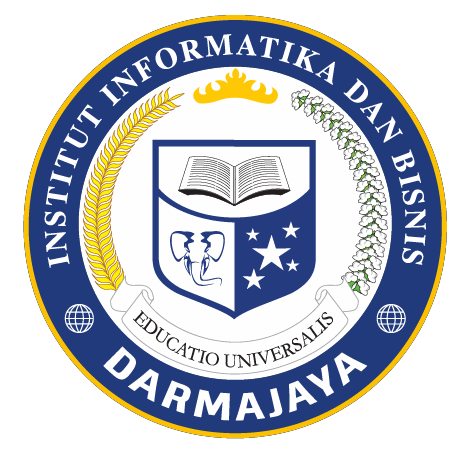 INSTITUT INFORMATIKA DAN BISNIS
EDUCATIO UNIVERSALIS
DARMAJAYA